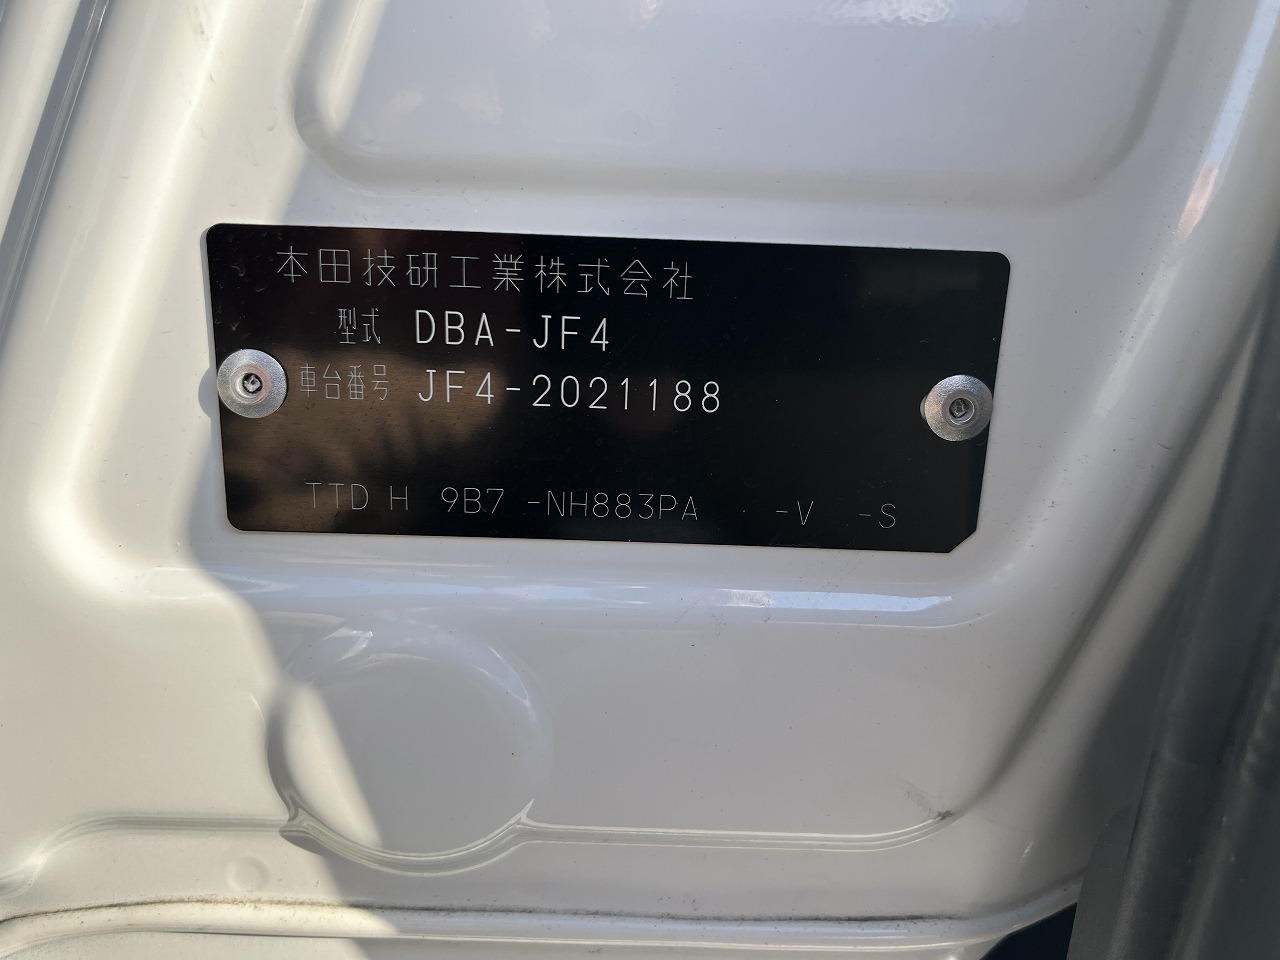 本田技研工業株式会社
型式 DBA-JF4
車台番号 JF4-2021188
TTD H 9B7 -NH883PA -V -S